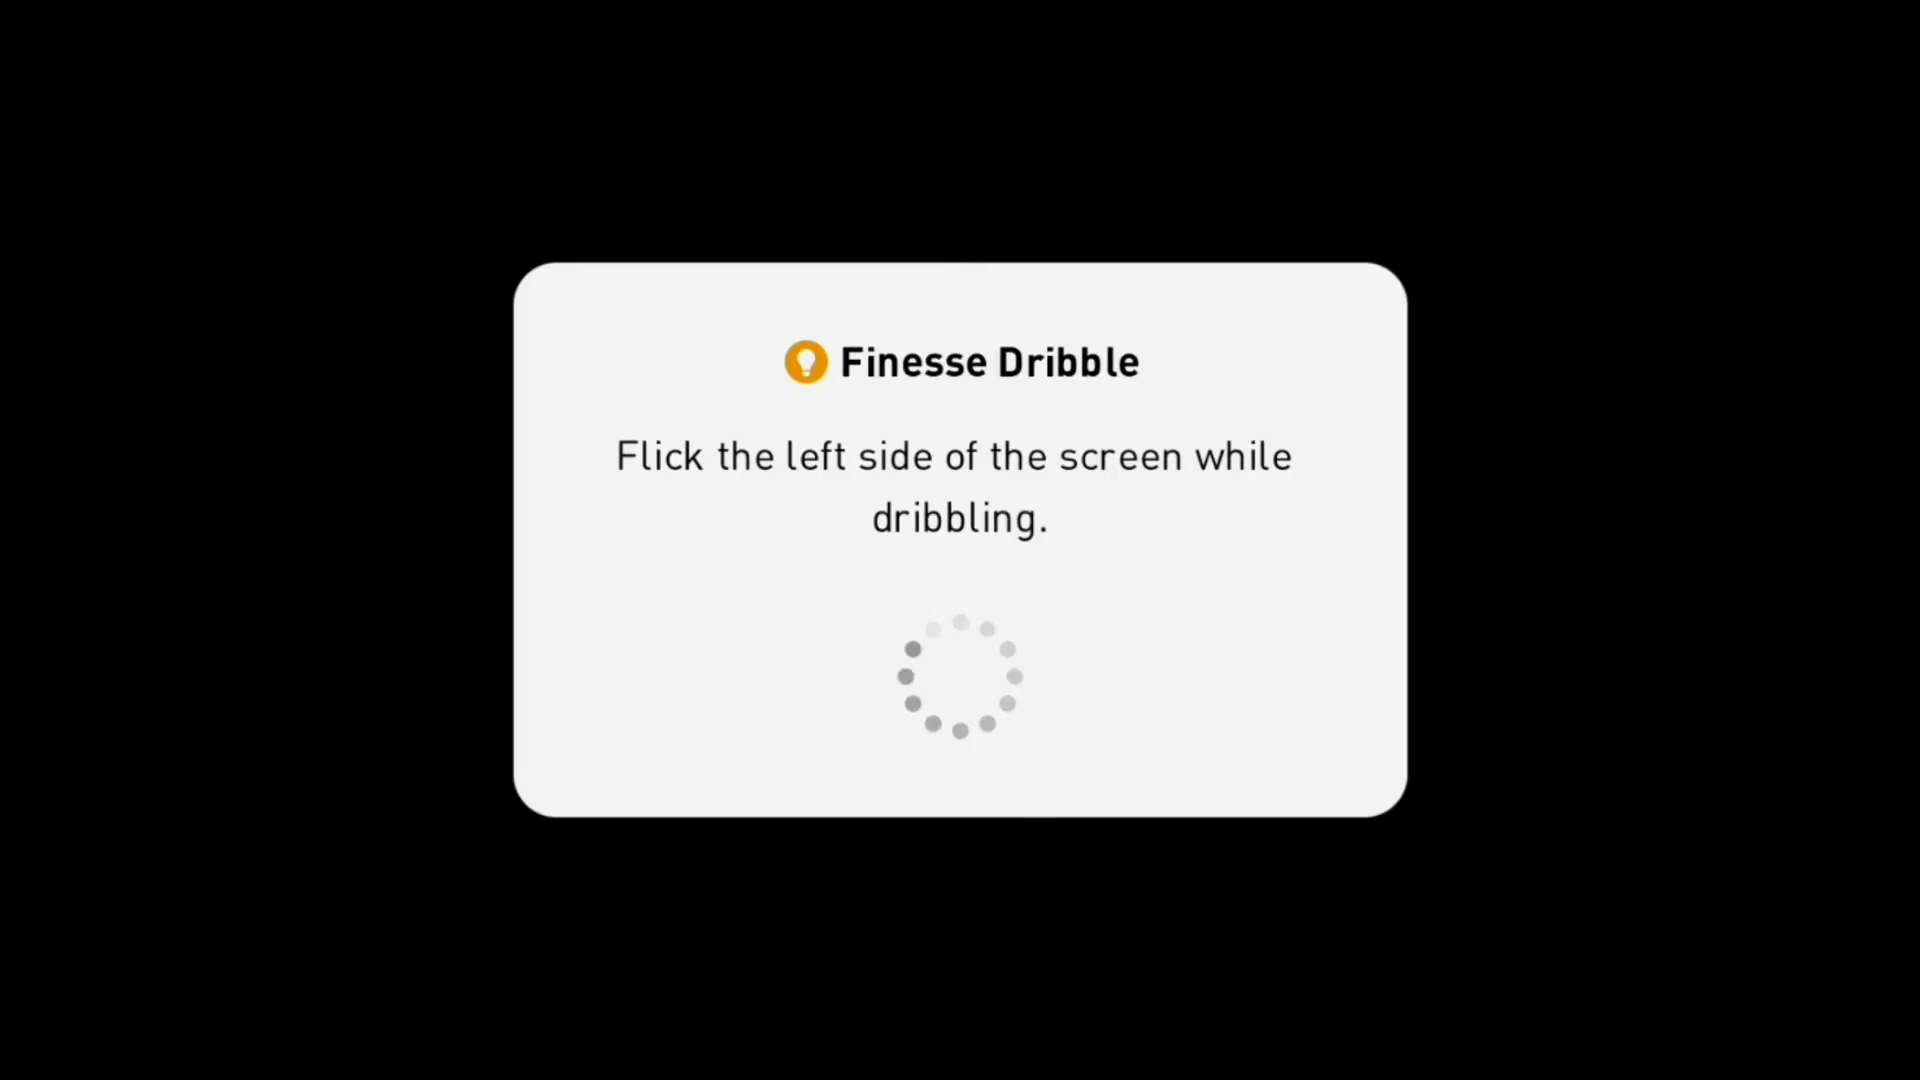 Finesse Dribble
Flick the left side of the screen while
dribbling.